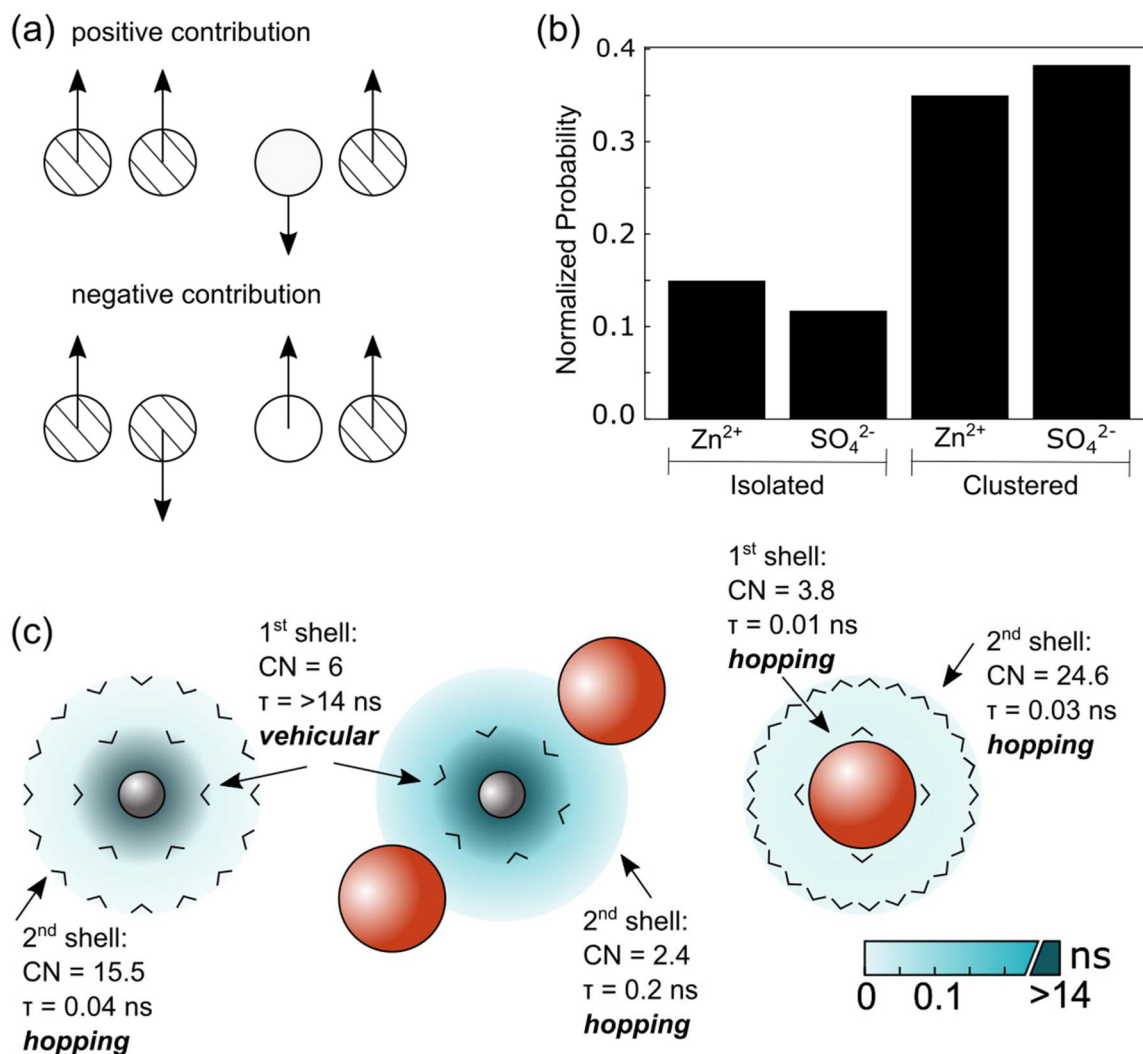 (a) positive contribution
negative contribution
(b)
Normalized Probability
0.4
0.3
0.2
0.1
0.0
Zn²⁺ SO₄²⁻ Zn²⁺ SO₄²⁻
Isolated Clustered
(c)
1ˢᵗ shell:
CN = 6
τ = >14 ns
vehicular
2ⁿᵈ shell:
CN = 15.5
τ = 0.04 ns
hopping
2ⁿᵈ shell:
CN = 2.4
τ = 0.2 ns
hopping
1ˢᵗ shell:
CN = 3.8
τ = 0.01 ns
hopping
2ⁿᵈ shell:
CN = 24.6
τ = 0.03 ns
hopping
ns
0 0.1 >14